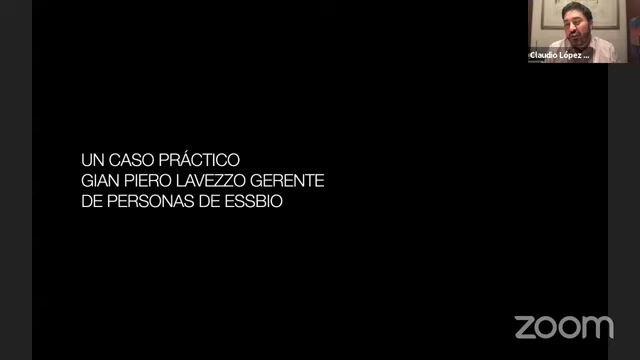 Claudio López ...
UN CASO PRÁCTICO
GIAN PIERO LAVEZZO GERENTE
DE PERSONAS DE ESSBIO
zoom